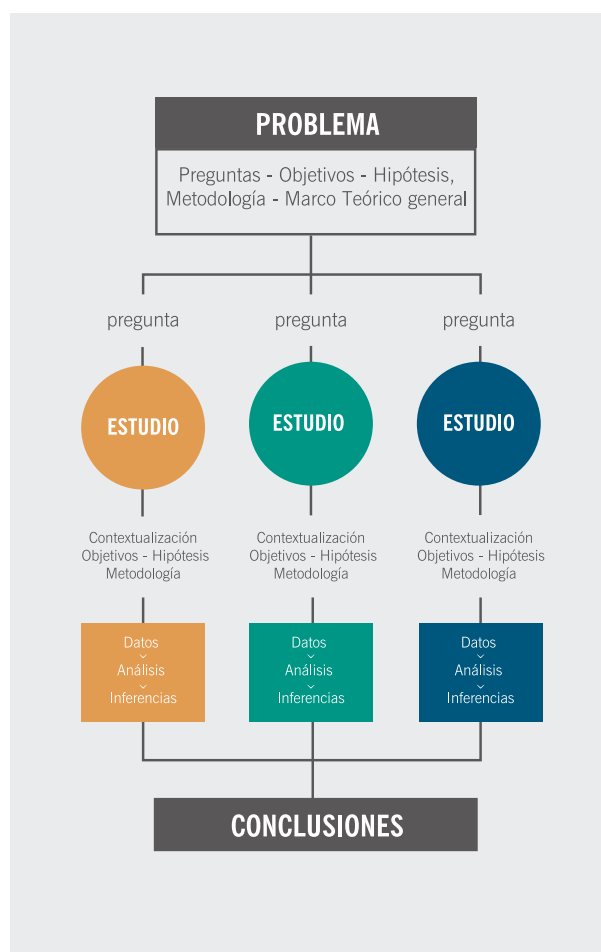 PROBLEMA
Preguntas - Objetivos - Hipótesis,
Metodología - Marco Teórico general
pregunta
pregunta
pregunta
ESTUDIO
ESTUDIO
ESTUDIO
Contextualización
Objetivos - Hipótesis
Metodología
Contextualización
Objetivos - Hipótesis
Metodología
Contextualización
Objetivos - Hipótesis
Metodología
Datos
Análisis
Inferencias
Datos
Análisis
Inferencias
Datos
Análisis
Inferencias
CONCLUSIONES